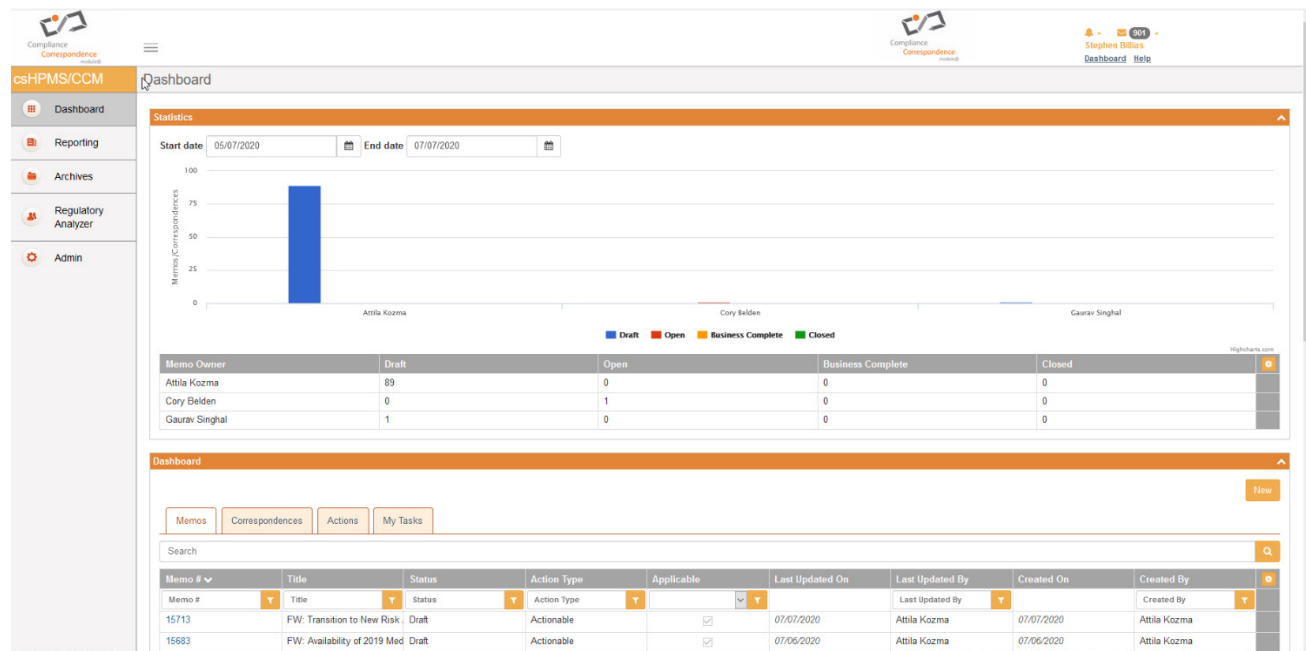 Compliance
Correspondence
module®
Compliance
Correspondence
module®
901
Stephen Billias
Dashboard Help
csHPMS/CCM
Dashboard
Dashboard
Reporting
Archives
Regulatory
Analyzer
Admin
Statistics
Start date 05/07/2020 End date 07/07/2020
100
75
50
25
0
Memos/Correspondences
Attila Kozma Cory Belden Gaurav Singhal
Draft Open Business Complete Closed
Highcharts.com
Memo Owner Draft Open Business Complete Closed
Attila Kozma 89 0 0 0
Cory Belden 0 1 0 0
Gaurav Singhal 1 0 0 0
Dashboard
New
Memos Correspondences Actions My Tasks
Search
Memo # Title Status Action Type Applicable Last Updated On Last Updated By Created On Created By
Memo # Title Status Action Type Last Updated By Created By
15713 FW: Transition to New Risk Draft Actionable 07/07/2020 Attila Kozma 07/07/2020 Attila Kozma
15683 FW: Availability of 2019 Med Draft Actionable 07/06/2020 Attila Kozma 07/06/2020 Attila Kozma